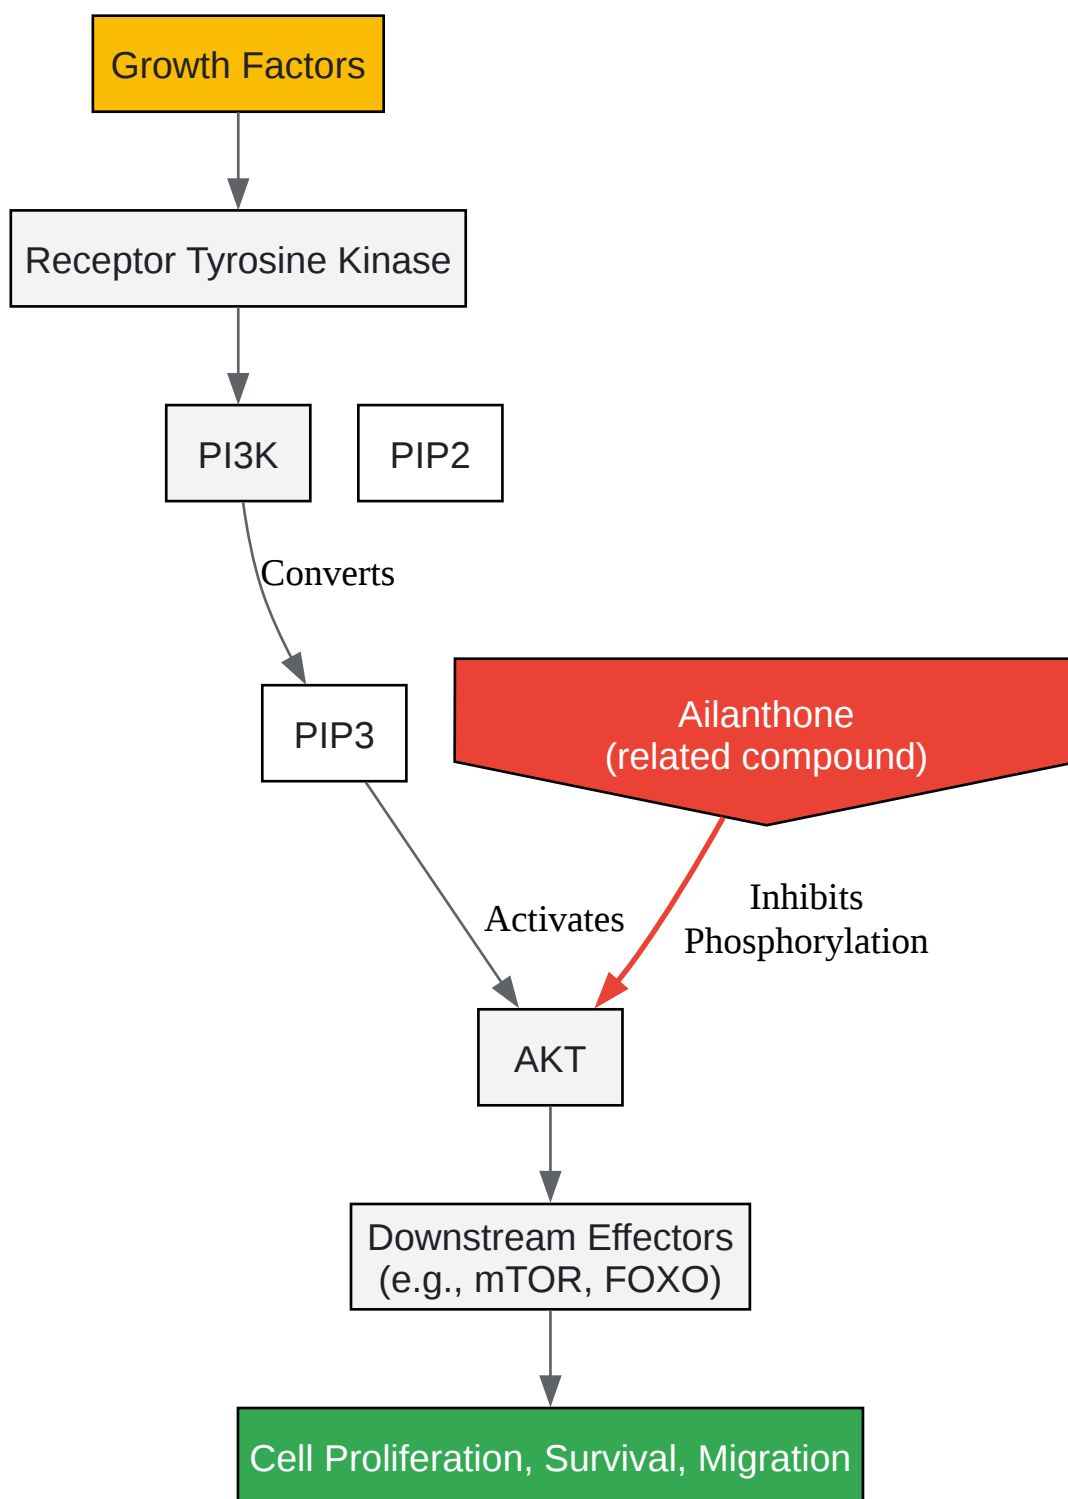 Growth Factors
Receptor Tyrosine Kinase
PI3K
PIP2
Converts
PIP3
Ailanthone
(related compound)
Activates
Inhibits
Phosphorylation
AKT
Downstream Effectors
(e.g., mTOR, FOXO)
Cell Proliferation, Survival, Migration